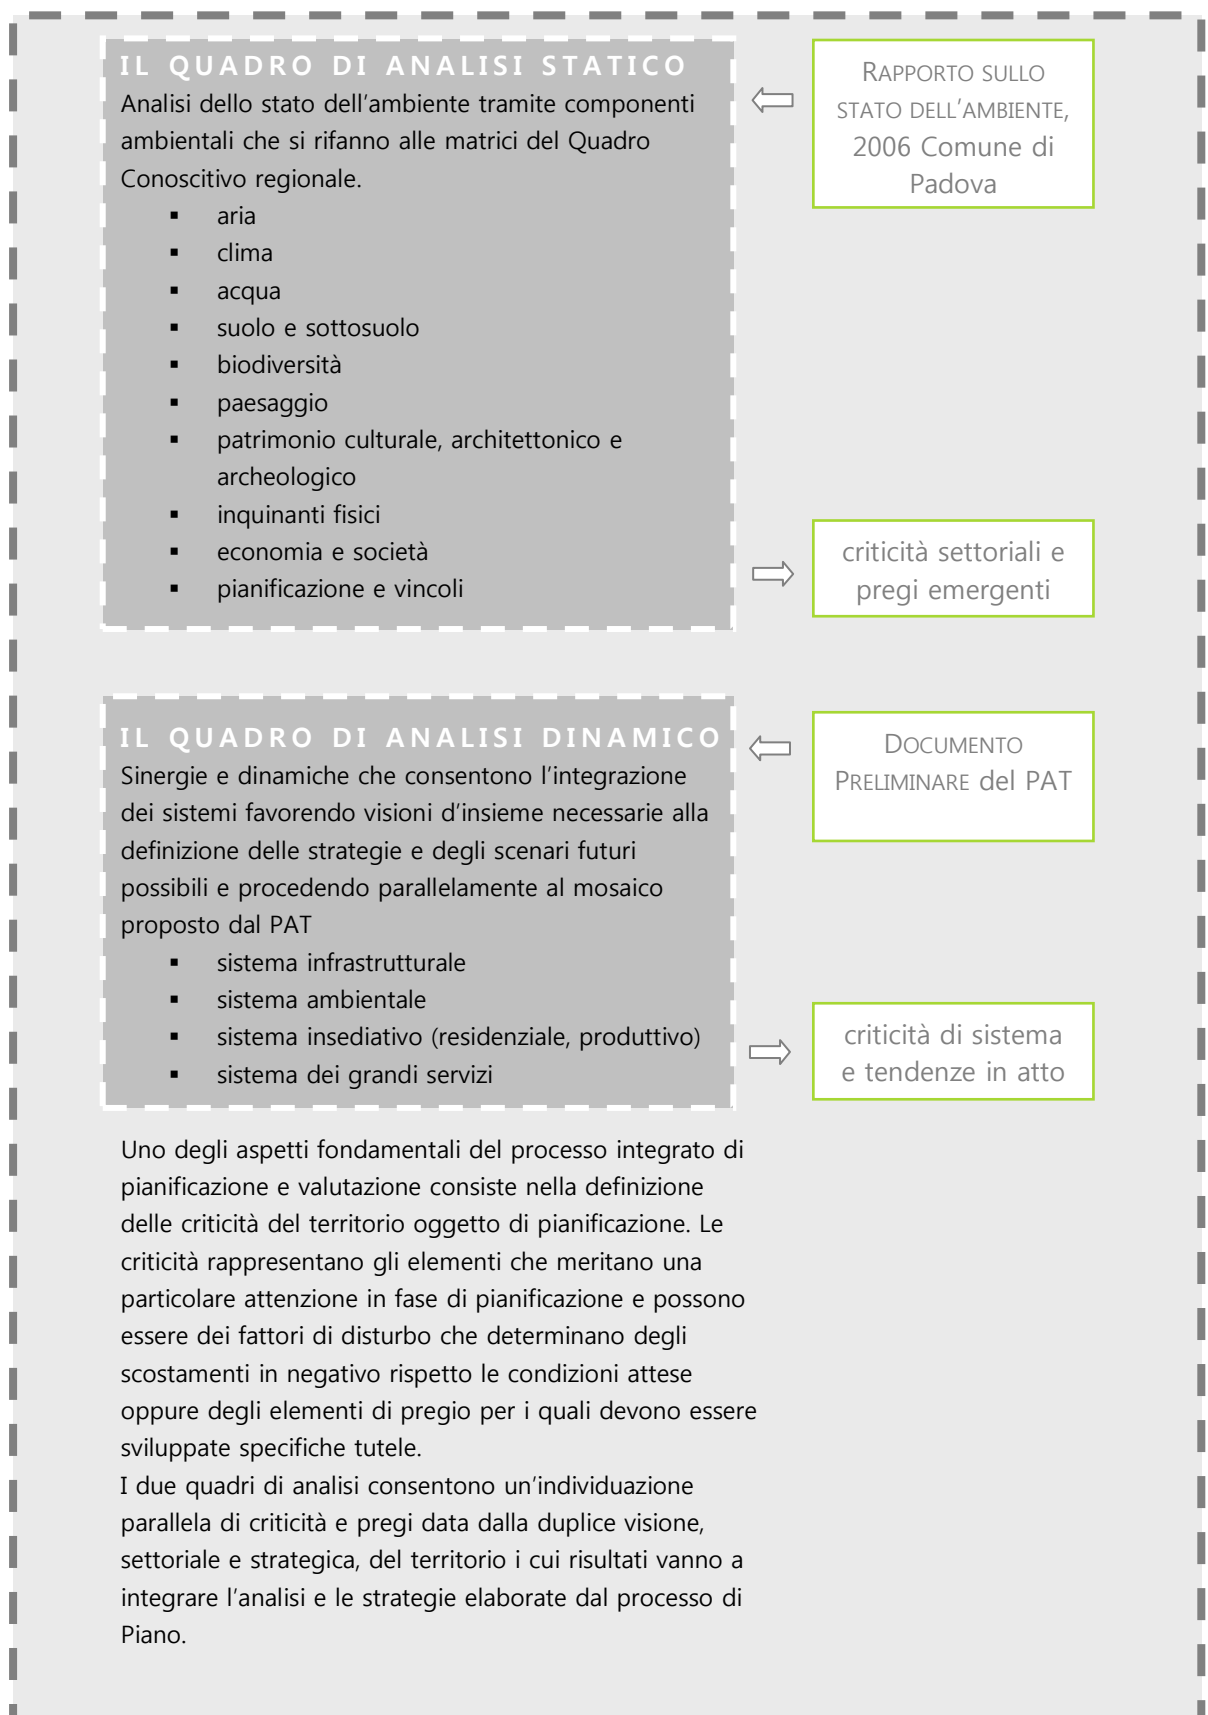 IL QUADRO DI ANALISI STATICO
Analisi dello stato dell'ambiente tramite componenti
ambientali che si rifanno alle matrici del Quadro
Conoscitivo regionale.
▪ aria
▪ clima
▪ acqua
▪ suolo e sottosuolo
▪ biodiversità
▪ paesaggio
▪ patrimonio culturale, architettonico e
archeologico
▪ inquinanti fisici
▪ economia e società
▪ pianificazione e vincoli
RAPPORTO SULLO
STATO DELL'AMBIENTE,
2006 Comune di
Padova
criticità settoriali e
pregi emergenti
IL QUADRO DI ANALISI DINAMICO
Sinergie e dinamiche che consentono l'integrazione
dei sistemi favorendo visioni d'insieme necessarie alla
definizione delle strategie e degli scenari futuri
possibili e procedendo parallelamente al mosaico
proposto dal PAT
▪ sistema infrastrutturale
▪ sistema ambientale
▪ sistema insediativo (residenziale, produttivo)
▪ sistema dei grandi servizi
DOCUMENTO
PRELIMINARE del PAT
criticità di sistema
e tendenze in atto
Uno degli aspetti fondamentali del processo integrato di
pianificazione e valutazione consiste nella definizione
delle criticità del territorio oggetto di pianificazione. Le
criticità rappresentano gli elementi che meritano una
particolare attenzione in fase di pianificazione e possono
essere dei fattori di disturbo che determinano degli
scostamenti in negativo rispetto le condizioni attese
oppure degli elementi di pregio per i quali devono essere
sviluppate specifiche tutele.
I due quadri di analisi consentono un'individuazione
parallela di criticità e pregi data dalla duplice visione,
settoriale e strategica, del territorio i cui risultati vanno a
integrare l'analisi e le strategie elaborate dal processo di
Piano.